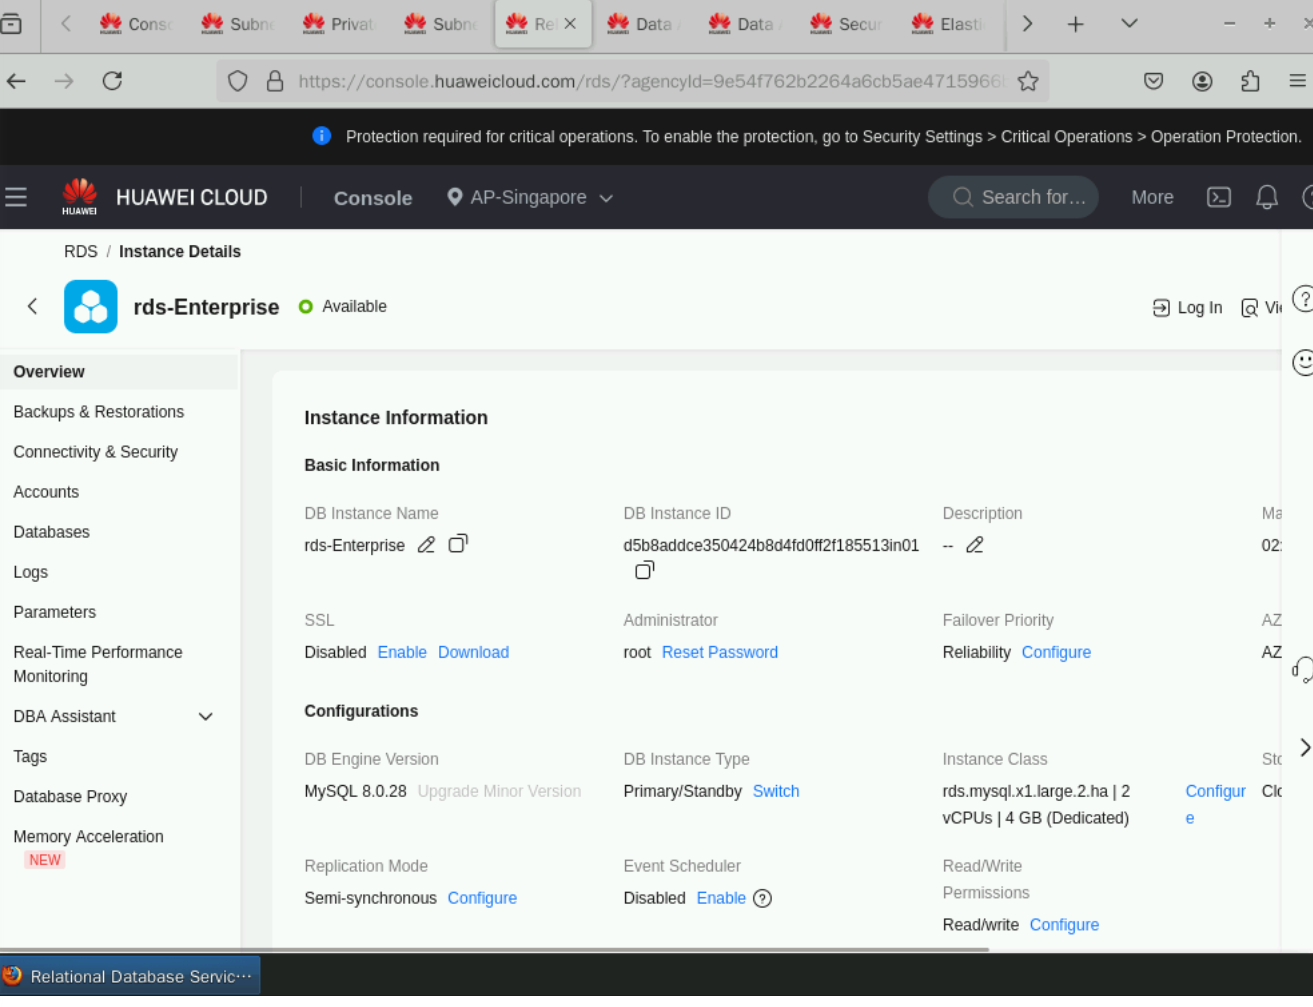 Cons
Subne
Privat
Subne
Re
Data
Data
Secur
Elasti
https://console.huaweicloud.com/rds/?agencyId=9e54f762b2264a6cb5ae4715966
Protection required for critical operations. To enable the protection, go to Security Settings > Critical Operations > Operation Protection.
HUAWEI
HUAWEI CLOUD
Console
AP-Singapore
Search for...
More
RDS / Instance Details
rds-Enterprise
Available
Log In
Vi
Overview
Backups & Restorations
Connectivity & Security
Accounts
Databases
Logs
Parameters
Real-Time Performance
Monitoring
DBA Assistant
Tags
Database Proxy
Memory Acceleration
NEW
Instance Information
Basic Information
DB Instance Name
DB Instance ID
Description
Ma
rds-Enterprise
d5b8addce350424b8d4fd0ff2f185513in01
--
02:
SSL
Administrator
Failover Priority
AZ
Disabled Enable Download
root Reset Password
Reliability Configure
AZ
Configurations
DB Engine Version
DB Instance Type
Instance Class
Sto
MySQL 8.0.28 Upgrade Minor Version
Primary/Standby Switch
rds.mysql.x1.large.2.ha | 2
vCPUs | 4 GB (Dedicated)
Configur
e
Clo
Replication Mode
Event Scheduler
Read/Write
Permissions
Semi-synchronous Configure
Disabled Enable
Read/write Configure
Relational Database Servic···